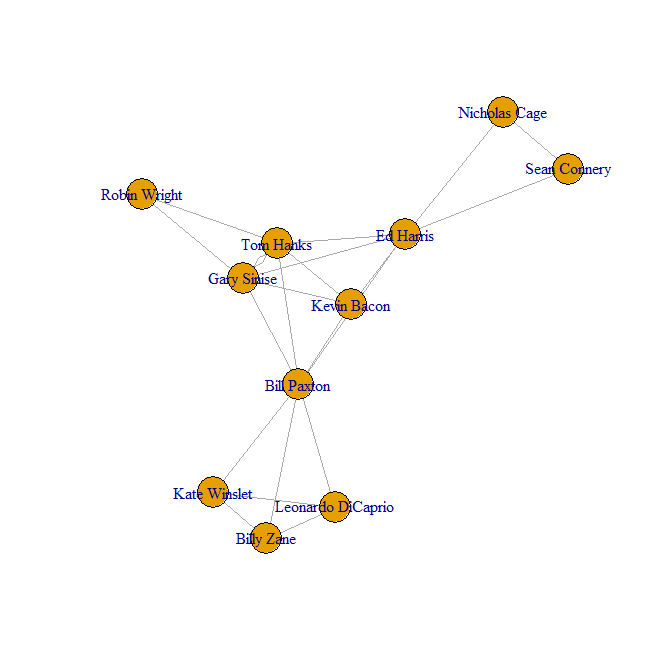 Nicholas Cage
Sean Connery
Robin Wright
Ed Harris
Tom Hanks
Gary Sinise
Kevin Bacon
Bill Paxton
Kate Winslet
Leonardo DiCaprio
Billy Zane